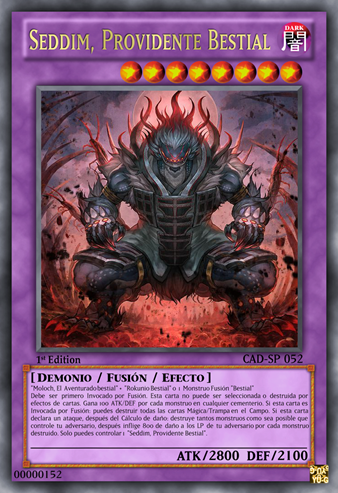 SEDDIM, PROVIDENTE BESTIAL
DARK
闇
1st Edition
CAD-SP 052
[ DEMONIO / FUSIÓN / EFECTO ]
"Moloch, El Aventurado bestial" + "Rokunio Bestial" o 1 Monstruo Fusión "Bestial"
Debe ser primero Invocado por Fusión. Esta carta no puede ser seleccionada o destruida por
efectos de cartas. Gana 100 ATK/DEF por cada monstruo en cualquier cementerio. Si esta carta es
Invocada por Fusión: puedes destruir todas las cartas Mágica/Trampa en el Campo. Si esta carta
declara un ataque, después del Cálculo de daño: destruye tantos monstruos como sea posible que
controle tu adversario, después inflige 800 de daño a los LP de tu adversario por cada monstruo
destruido. Solo puedes controlar 1 "Seddim, Providente Bestial".
ATK/2800 DEF/2100
00000152